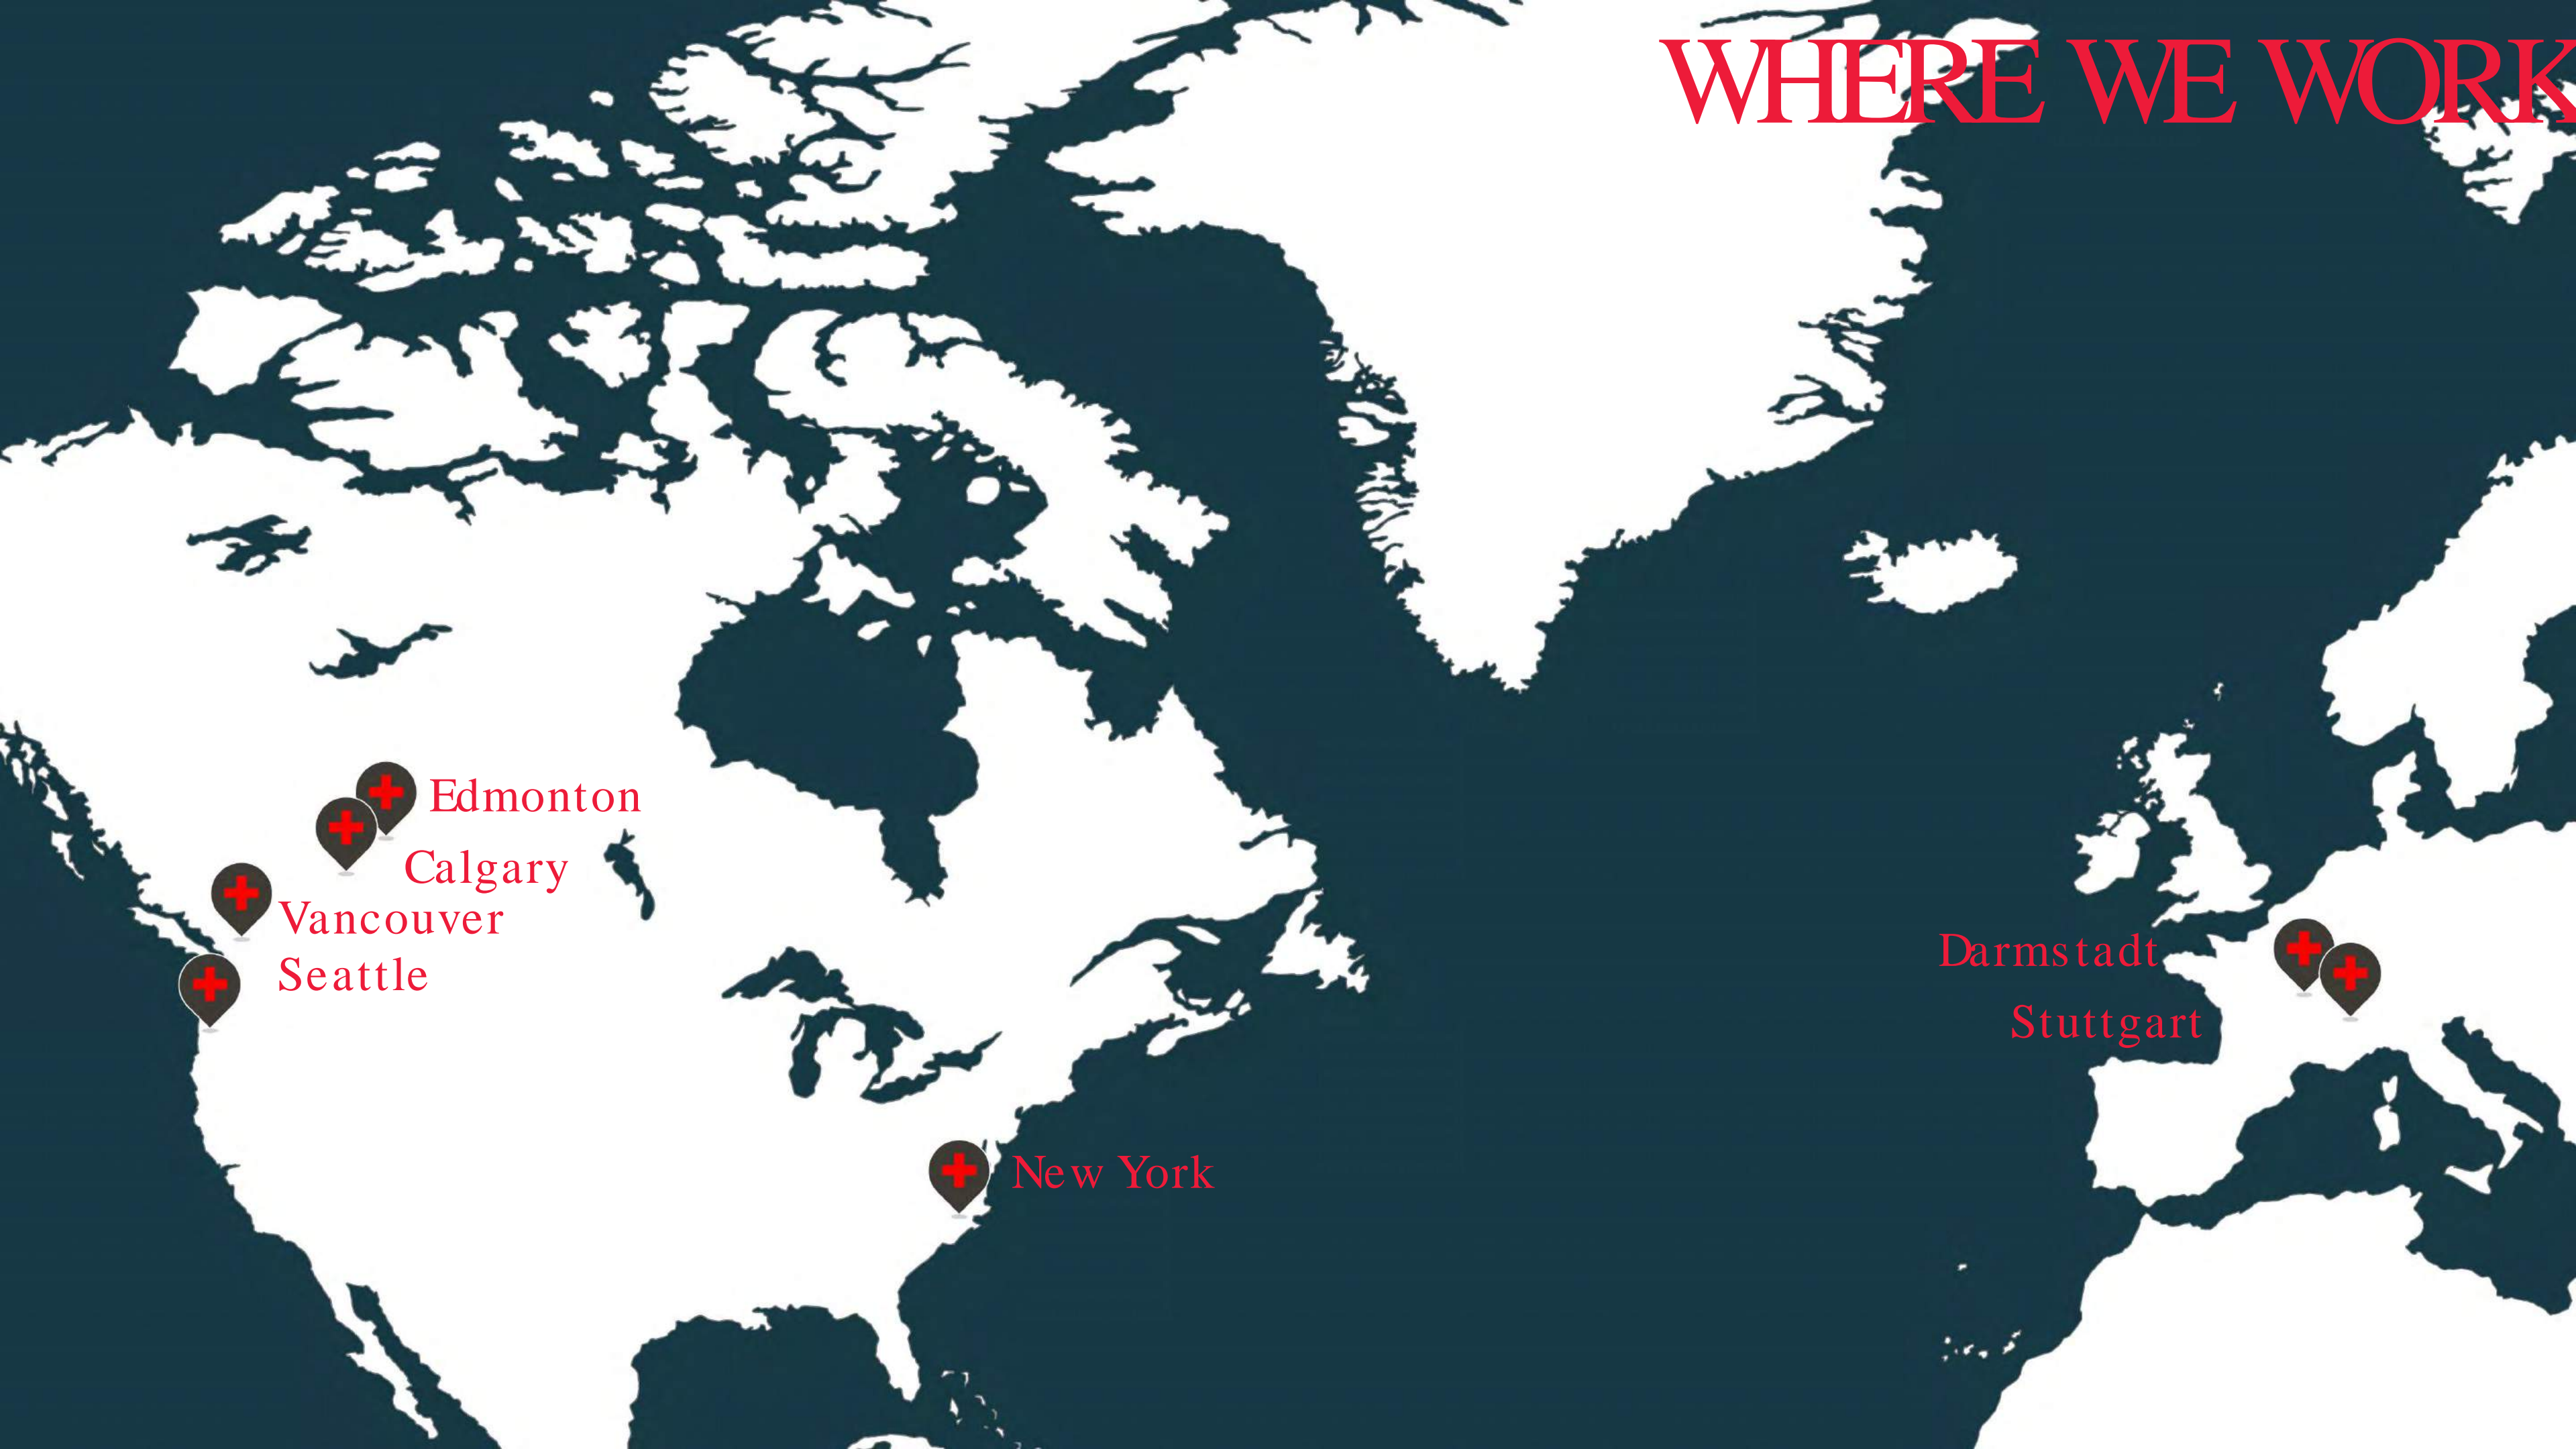 WHERE WE WORK
Edmonton
Calgary
Vancouver
Seattle
Darmstadt
Stuttgart
New York